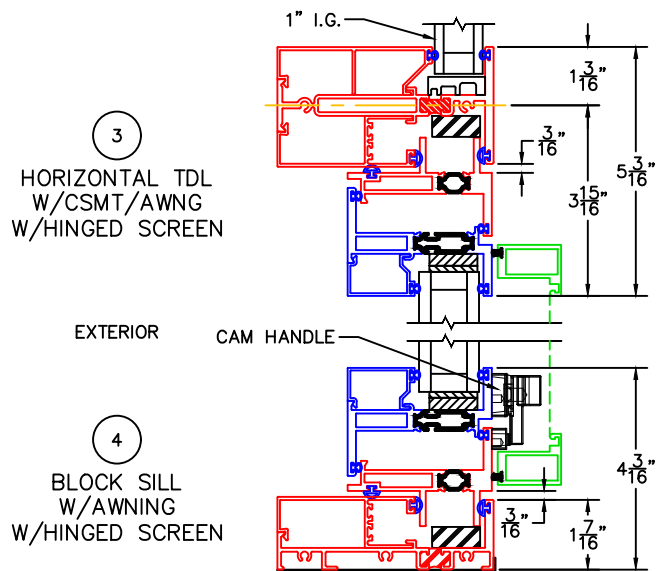 1" I.G.
1 3/16"
3
3/16"
HORIZONTAL TDL
W/CSMT/AWNG
W/HINGED SCREEN
5 3/16"
3 15/16"
EXTERIOR
CAM HANDLE
4
BLOCK SILL
W/AWNING
W/HINGED SCREEN
4 3/16"
3/16"
1 7/16"